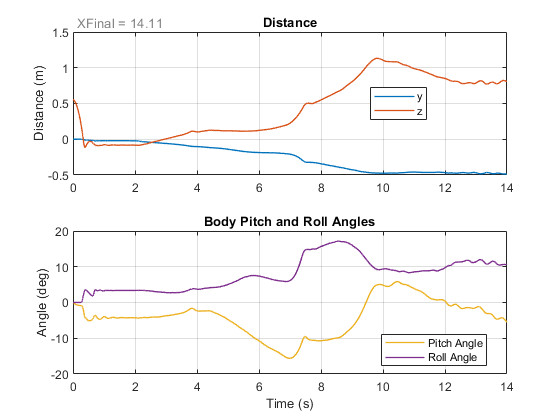 XFinal = 14.11
Distance
1.5
1
0.5
0
-0.5
Distance (m)
y
z
0 2 4 6 8 10 12 14
Body Pitch and Roll Angles
20
10
0
-10
-20
Angle (deg)
Pitch Angle
Roll Angle
0 2 4 6 8 10 12 14
Time (s)